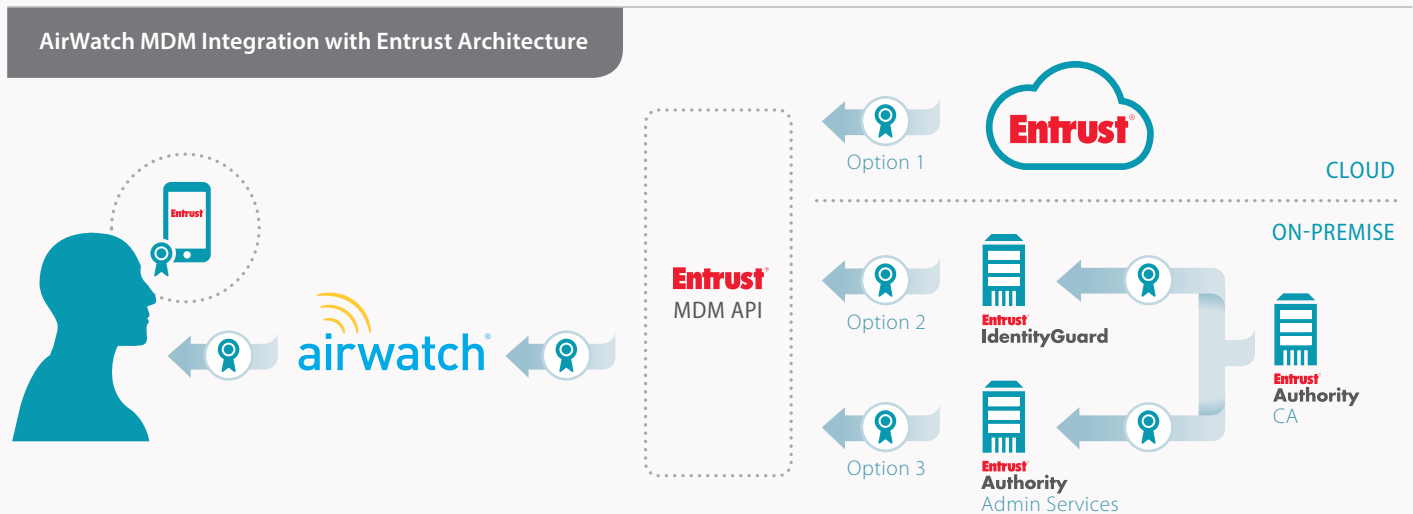 AirWatch MDM Integration with Entrust Architecture
Entrust
airwatch®
Entrust®
MDM API
Option 1
Entrust®
CLOUD
ON-PREMISE
Option 2
Entrust®
IdentityGuard
Option 3
Entrust®
Authority
Admin Services
Entrust®
Authority
CA